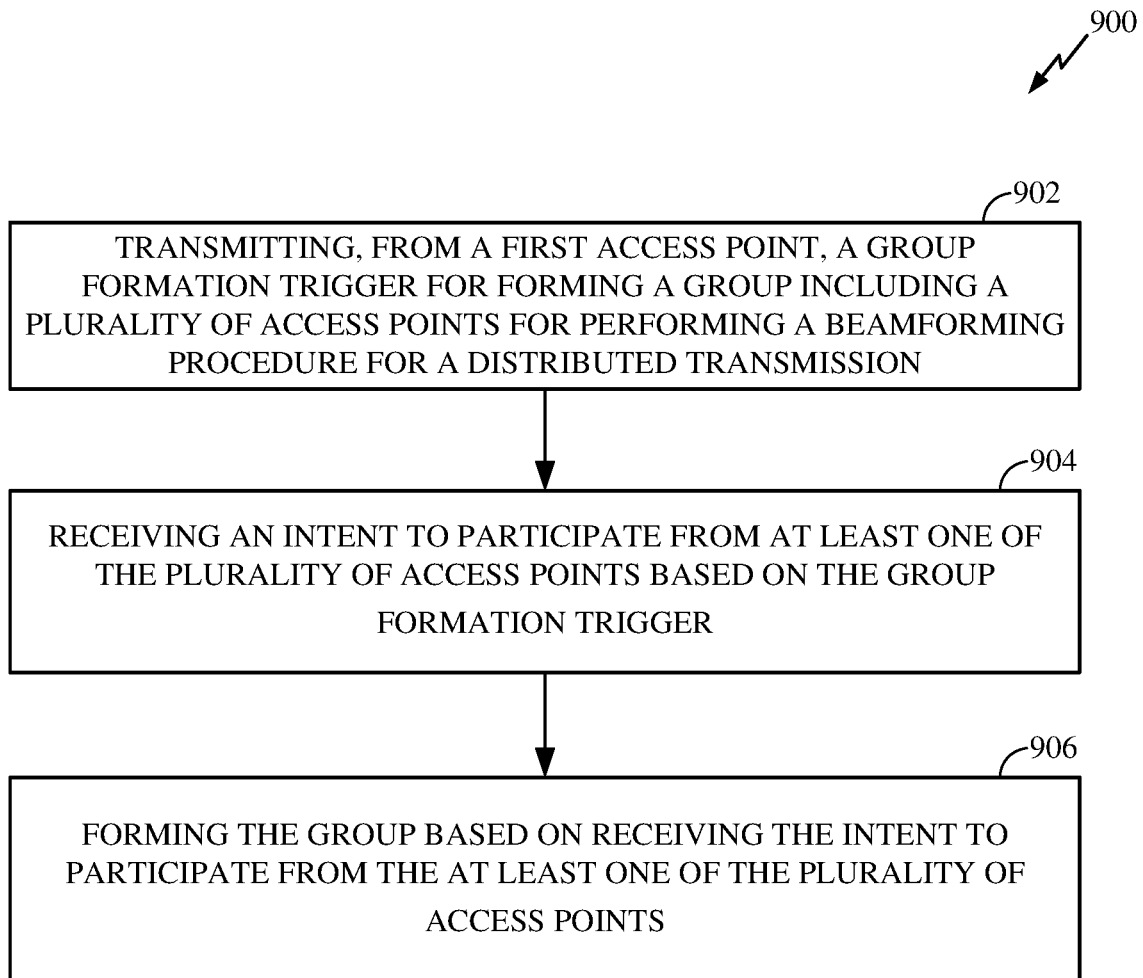 900
902
TRANSMITTING, FROM A FIRST ACCESS POINT, A GROUP
FORMATION TRIGGER FOR FORMING A GROUP INCLUDING A
PLURALITY OF ACCESS POINTS FOR PERFORMING A BEAMFORMING
PROCEDURE FOR A DISTRIBUTED TRANSMISSION
904
RECEIVING AN INTENT TO PARTICIPATE FROM AT LEAST ONE OF
THE PLURALITY OF ACCESS POINTS BASED ON THE GROUP
FORMATION TRIGGER
906
FORMING THE GROUP BASED ON RECEIVING THE INTENT TO
PARTICIPATE FROM THE AT LEAST ONE OF THE PLURALITY OF
ACCESS POINTS